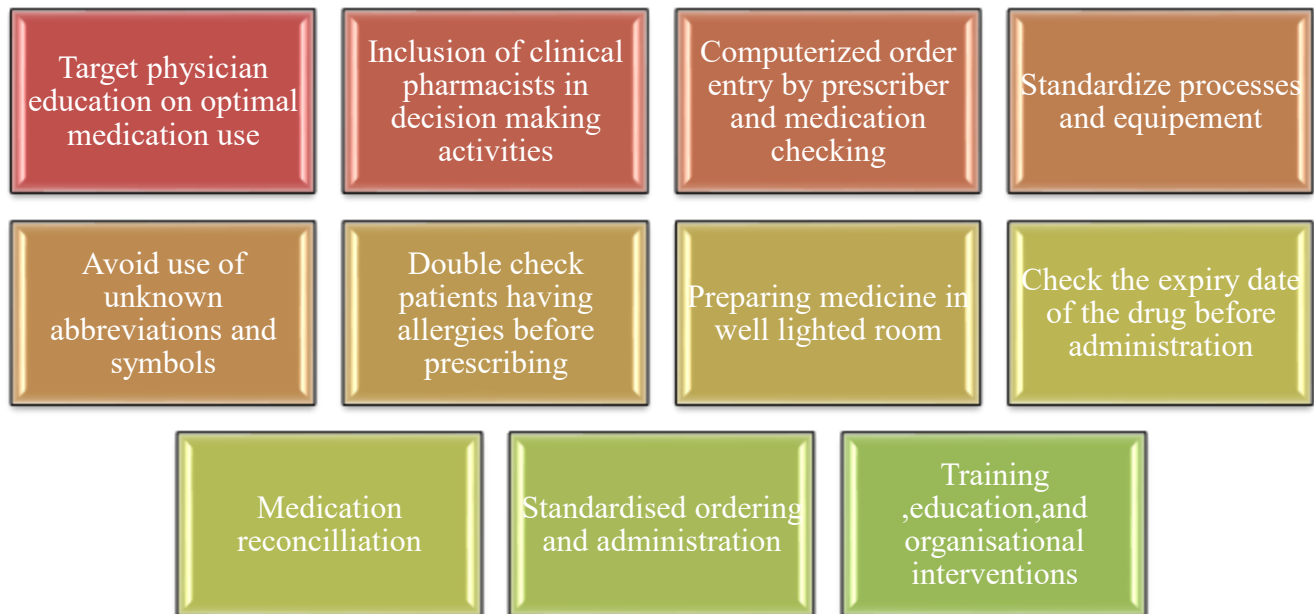 Target physician
education on optimal
medication use
Inclusion of clinical
pharmacists in
decision making
activities
Computerized order
entry by prescriber
and medication
checking
Standardize processes
and equipement
Avoid use of
unknown
abbreviations and
symbols
Double check
patients having
allergies before
prescribing
Preparing medicine in
well lighted room
Check the expiry date
of the drug before
administration
Medication
reconcilliation
Standardised ordering
and administration
Training
,education,and
organisational
interventions